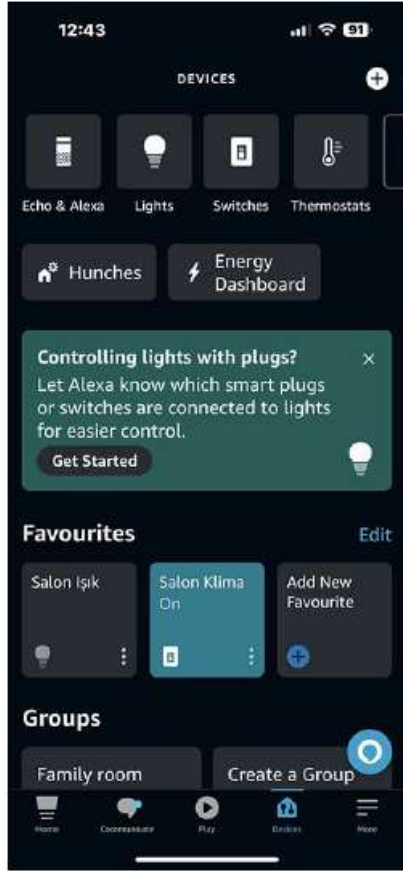 12:43
91
DEVICES
Echo & Alexa
Lights
Switches
Thermostats
Hunches
Energy
Dashboard
Controlling lights with plugs?
Let Alexa know which smart plugs
or switches are connected to lights
for easier control.
Get Started
Favourites
Edit
Salon Işık
Salon Klima
On
Add New
Favourite
Groups
Family room
Create a Group
Home
Communicate
Play
Devices
More